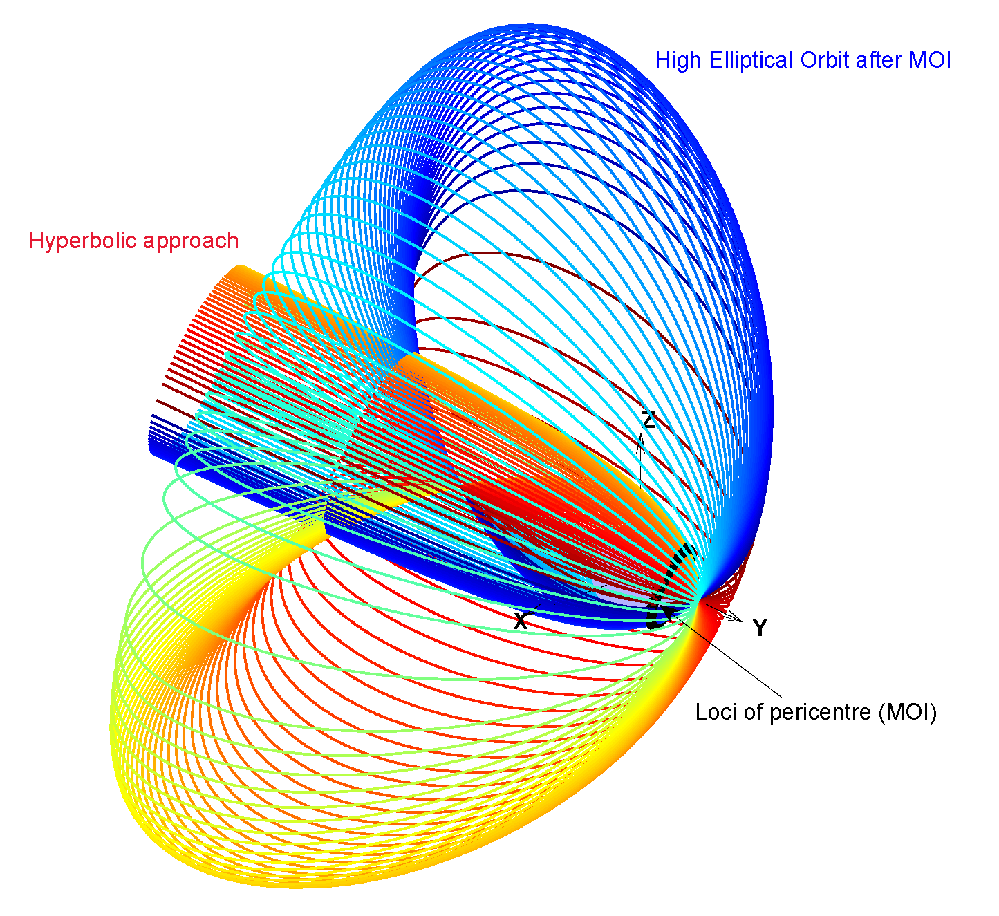 High Elliptical Orbit after MOI
Hyperbolic approach
Z
X
Y
Loci of pericentre (MOI)